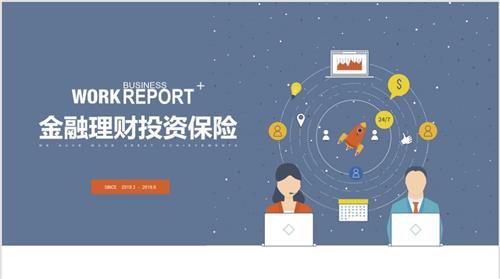 BUSINESS
WORK REPORT +
金融理财投资保险
WE HAVE MADE GREAT ACHIEVEMENTS
SINCE 2019.3 - 2019.6
$
24/7